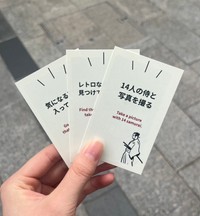 気になる
入って
レトロな
見つけ
Find
14人の侍と
写真を撮る
Take a picture
with 14 samurai.